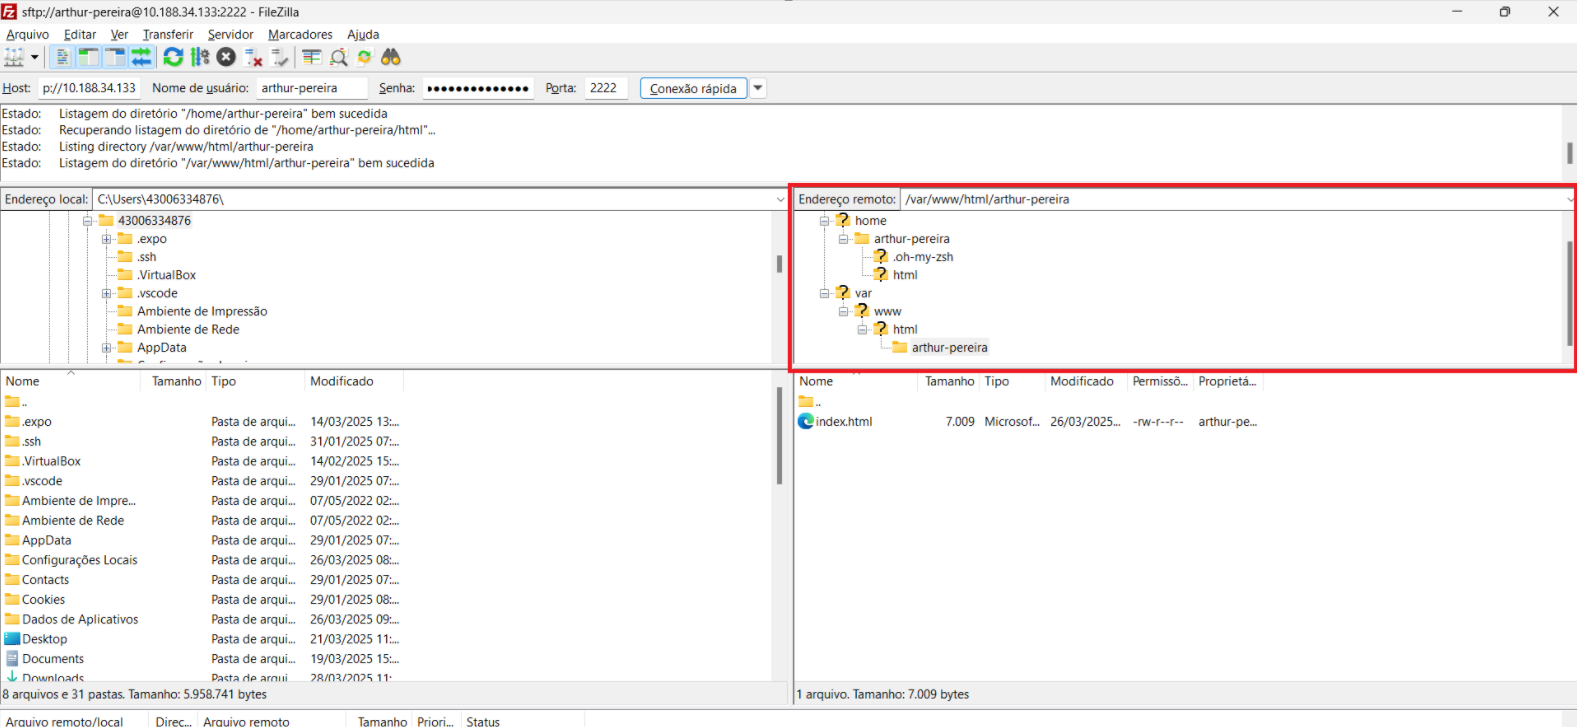 sftp://arthur-pereira@10.188.34.133:2222 - FileZilla
Arquivo Editar Ver Transferir Servidor Marcadores Ajuda
Host: p://10.188.34.133 Nome de usuário: arthur-pereira Senha: ●●●●●●●●●●●●●●● Porta: 2222 Conexão rápida
Estado: Listagem do diretório "/home/arthur-pereira" bem sucedida
Estado: Recuperando listagem do diretório de "/home/arthur-pereira/html"...
Estado: Listing directory /var/www/html/arthur-pereira
Estado: Listagem do diretório "/var/www/html/arthur-pereira" bem sucedida
Endereço local: C:\Users\43006334876\
43006334876
.expo
.ssh
.VirtualBox
.vscode
Ambiente de Impressão
Ambiente de Rede
AppData
Endereço remoto: /var/www/html/arthur-pereira
home
arthur-pereira
.oh-my-zsh
html
var
www
html
arthur-pereira
Nome Tamanho Tipo Modificado
..
.expo Pasta de arqui... 14/03/2025 13:...
.ssh Pasta de arqui... 31/01/2025 07:...
.VirtualBox Pasta de arqui... 14/02/2025 15:...
.vscode Pasta de arqui... 29/01/2025 07:...
Ambiente de Impre... Pasta de arqui... 07/05/2022 02:...
Ambiente de Rede Pasta de arqui... 07/05/2022 02:...
AppData Pasta de arqui... 29/01/2025 07:...
Configurações Locais Pasta de arqui... 26/03/2025 08:...
Contacts Pasta de arqui... 29/01/2025 07:...
Cookies Pasta de arqui... 29/01/2025 08:...
Dados de Aplicativos Pasta de arqui... 26/03/2025 09:...
Desktop Pasta de arqui... 21/03/2025 11:...
Documents Pasta de arqui... 19/03/2025 15:...
Downloads Pasta de arqui... 28/03/2025 11:...
8 arquivos e 31 pastas. Tamanho: 5.958.741 bytes
Nome Tamanho Tipo Modificado Permissõ... Proprietá...
..
index.html 7.009 Microsof... 26/03/2025... -rw-r--r-- arthur-pe...
1 arquivo. Tamanho: 7.009 bytes
Arquivo remoto/local Direc... Arquivo remoto Tamanho Priori... Status